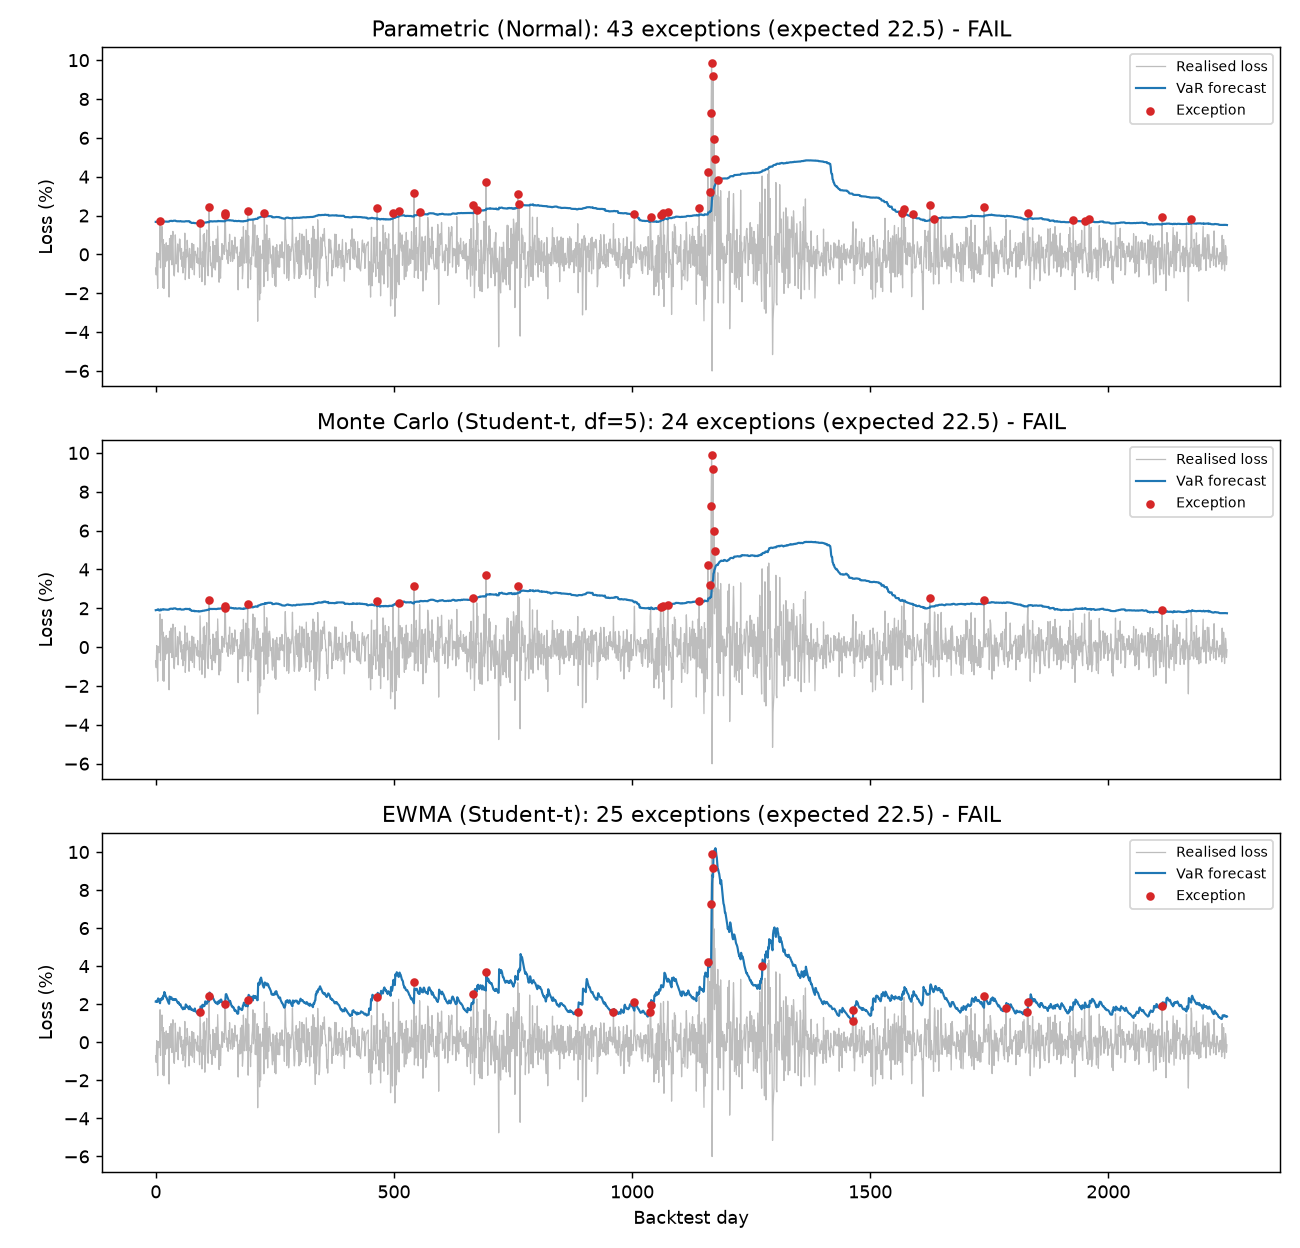 Parametric (Normal): 43 exceptions (expected 22.5) - FAIL
10
8
6
4
2
0
−2
−4
−6
Loss (%)
Realised loss
VaR forecast
Exception
Monte Carlo (Student-t, df=5): 24 exceptions (expected 22.5) - FAIL
10
8
6
4
2
0
−2
−4
−6
Loss (%)
Realised loss
VaR forecast
Exception
EWMA (Student-t): 25 exceptions (expected 22.5) - FAIL
10
8
6
4
2
0
−2
−4
−6
Loss (%)
Realised loss
VaR forecast
Exception
0 500 1000 1500 2000
Backtest day